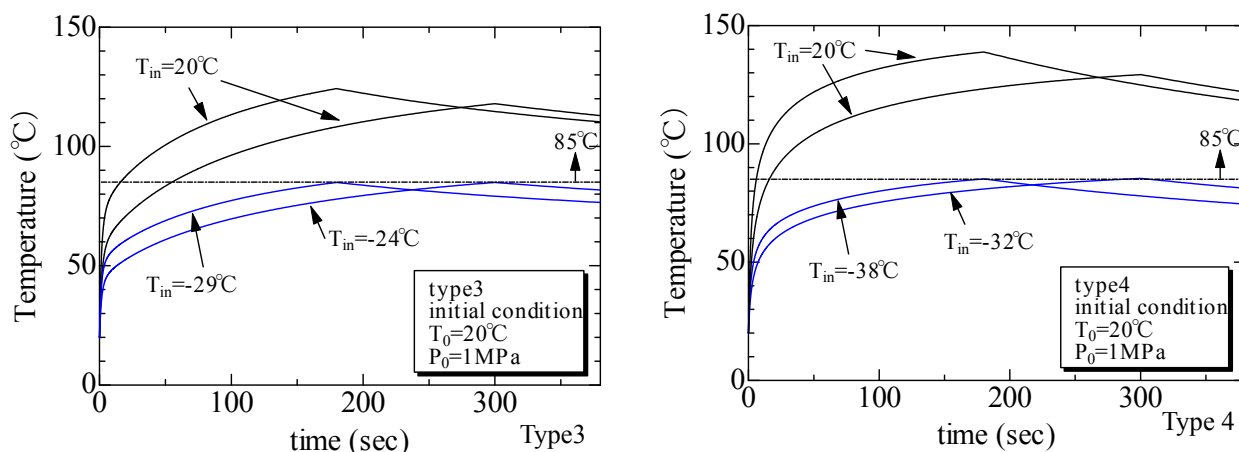 150
100
50
0
Temperature (℃)
T_in=20℃
85℃
T_in=-24℃
T_in=-29℃
type3
initial condition
T_0=20℃
P_0=1MPa
0
100
200
300
time (sec)
Type3
150
100
50
0
Temperature (℃)
T_in=20℃
85℃
T_in=-32℃
T_in=-38℃
type4
initial condition
T_0=20℃
P_0=1MPa
0
100
200
300
time (sec)
Type 4